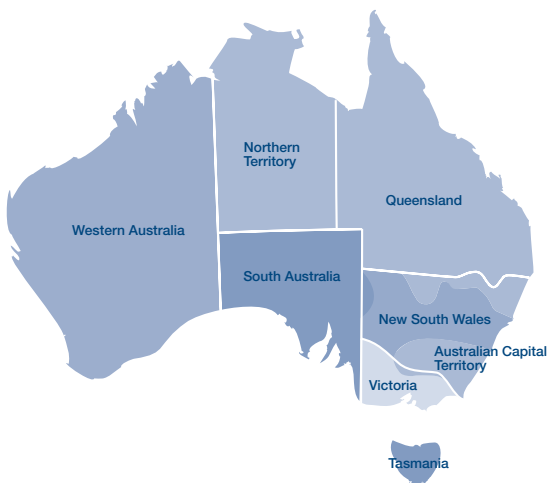 Northern
Territory
Queensland
Western Australia
South Australia
New South Wales
Australian Capital
Territory
Victoria
Tasmania